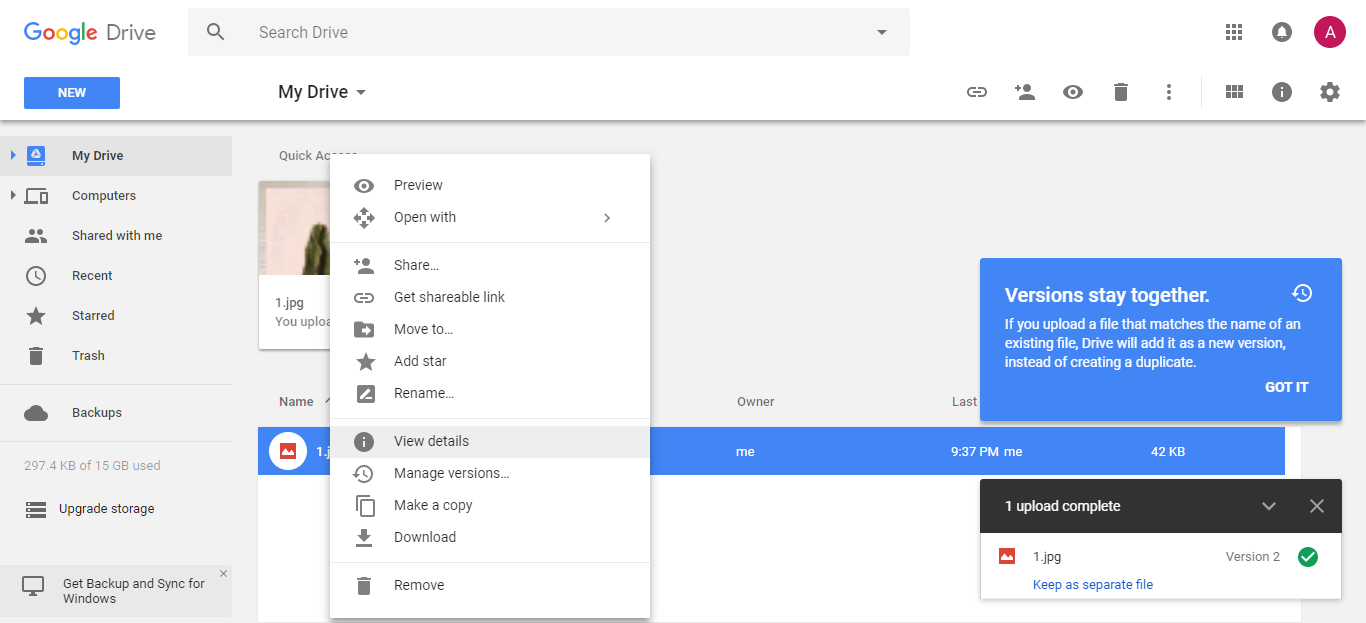 Google Drive
Search Drive
A
NEW
My Drive
My Drive
Computers
Shared with me
Recent
Starred
Trash
Backups
297.4 KB of 15 GB used
Upgrade storage
Get Backup and Sync for
Windows
Quick
1.jpg
You
Name
Owner
Last
me
9:37 PM me
42 KB
Preview
Open with
Share...
Get shareable link
Move to...
Add star
Rename...
View details
Manage versions...
Make a copy
Download
Remove
Versions stay together.
If you upload a file that matches the name of an
existing file, Drive will add it as a new version,
instead of creating a duplicate.
GOT IT
1 upload complete
1.jpg Version 2
Keep as separate file